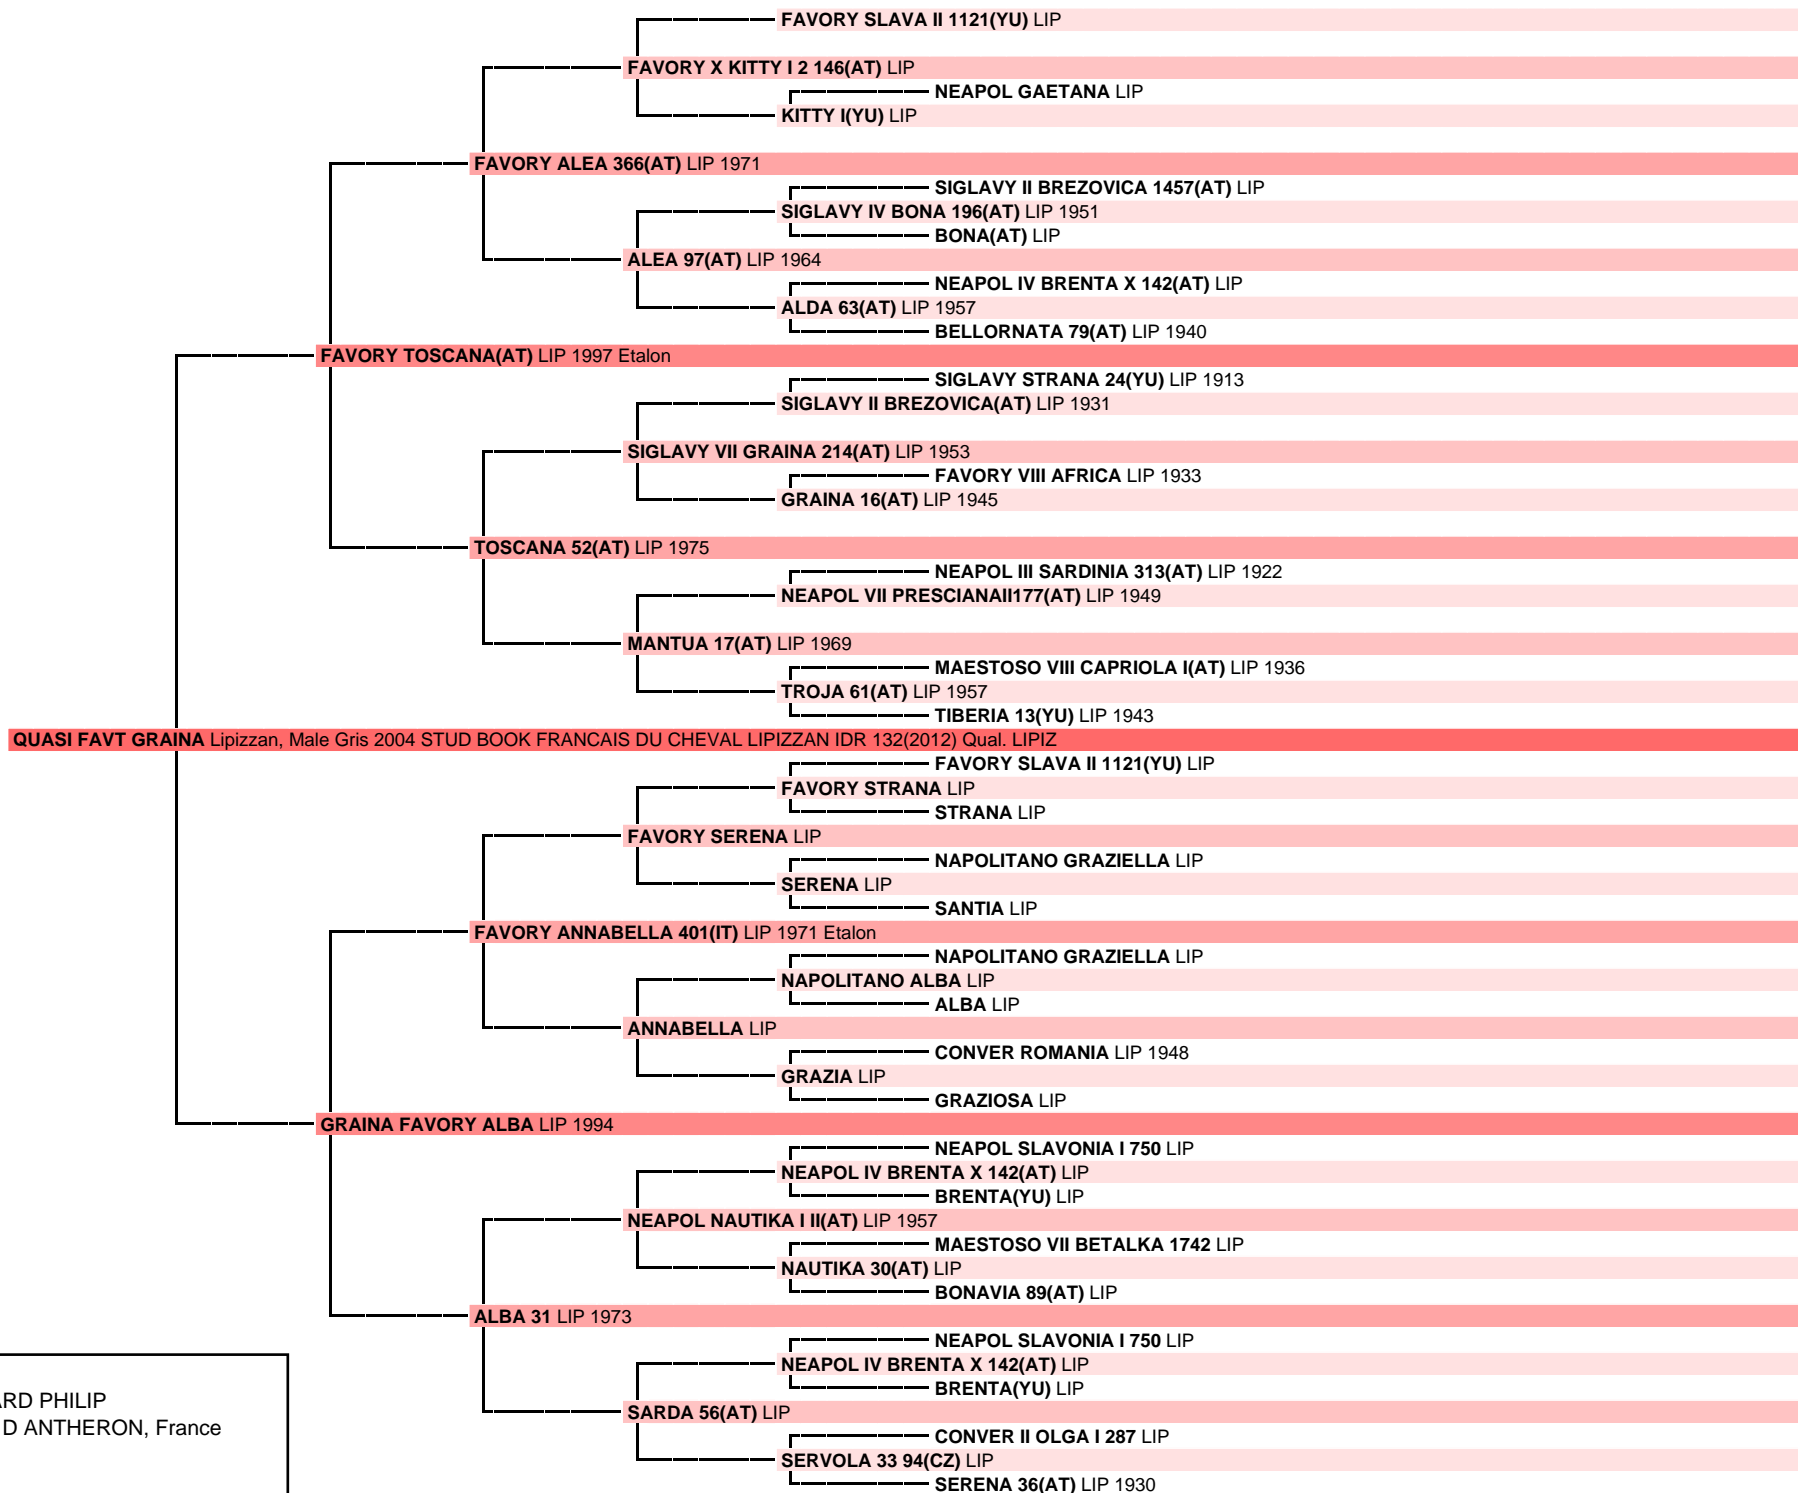 FAVORY SLAVA II 1121(YU) LIP
FAVORY X KITTY I 2 146(AT) LIP
NEAPOL GAETANA LIP
KITTY I(YU) LIP
FAVORY ALEA 366(AT) LIP 1971
SIGLAVY II BREZOVICA 1457(AT) LIP
SIGLAVY IV BONA 196(AT) LIP 1951
BONA(AT) LIP
ALEA 97(AT) LIP 1964
NEAPOL IV BRENTA X 142(AT) LIP
ALDA 63(AT) LIP 1957
BELLORNATA 79(AT) LIP 1940
FAVORY TOSCANA(AT) LIP 1997 Etalon
SIGLAVY STRANA 24(YU) LIP 1913
SIGLAVY II BREZOVICA(AT) LIP 1931
SIGLAVY VII GRAINA 214(AT) LIP 1953
FAVORY VIII AFRICA LIP 1933
GRAINA 16(AT) LIP 1945
TOSCANA 52(AT) LIP 1975
NEAPOL III SARDINIA 313(AT) LIP 1922
NEAPOL VII PRESCIANAII177(AT) LIP 1949
MANTUA 17(AT) LIP 1969
MAESTOSO VIII CAPRIOLA I(AT) LIP 1936
TROJA 61(AT) LIP 1957
TIBERIA 13(YU) LIP 1943
QUASI FAVT GRAINA Lipizzan, Male Gris 2004 STUD BOOK FRANCAIS DU CHEVAL LIPIZZAN IDR 132(2012) Qual. LIPIZ
FAVORY SLAVA II 1121(YU) LIP
FAVORY STRANA LIP
STRANA LIP
FAVORY SERENA LIP
NAPOLITANO GRAZIELLA LIP
SERENA LIP
SANTIA LIP
FAVORY ANNABELLA 401(IT) LIP 1971 Etalon
NAPOLITANO GRAZIELLA LIP
NAPOLITANO ALBA LIP
ALBA LIP
ANNABELLA LIP
CONVER ROMANIA LIP 1948
GRAZIA LIP
GRAZIOSA LIP
GRAINA FAVORY ALBA LIP 1994
NEAPOL SLAVONIA I 750 LIP
NEAPOL IV BRENTA X 142(AT) LIP
BRENTA(YU) LIP
NEAPOL NAUTIKA I II(AT) LIP 1957
MAESTOSO VII BETALKA 1742 LIP
NAUTIKA 30(AT) LIP
BONAVIA 89(AT) LIP
ALBA 31 LIP 1973
NEAPOL SLAVONIA I 750 LIP
NEAPOL IV BRENTA X 142(AT) LIP
BRENTA(YU) LIP
ARD PHILIP
SARDA 56(AT) LIP
D ANTHERON, France
CONVER II OLGA I 287 LIP
SERVOLA 33 94(CZ) LIP
SERENA 36(AT) LIP 1930